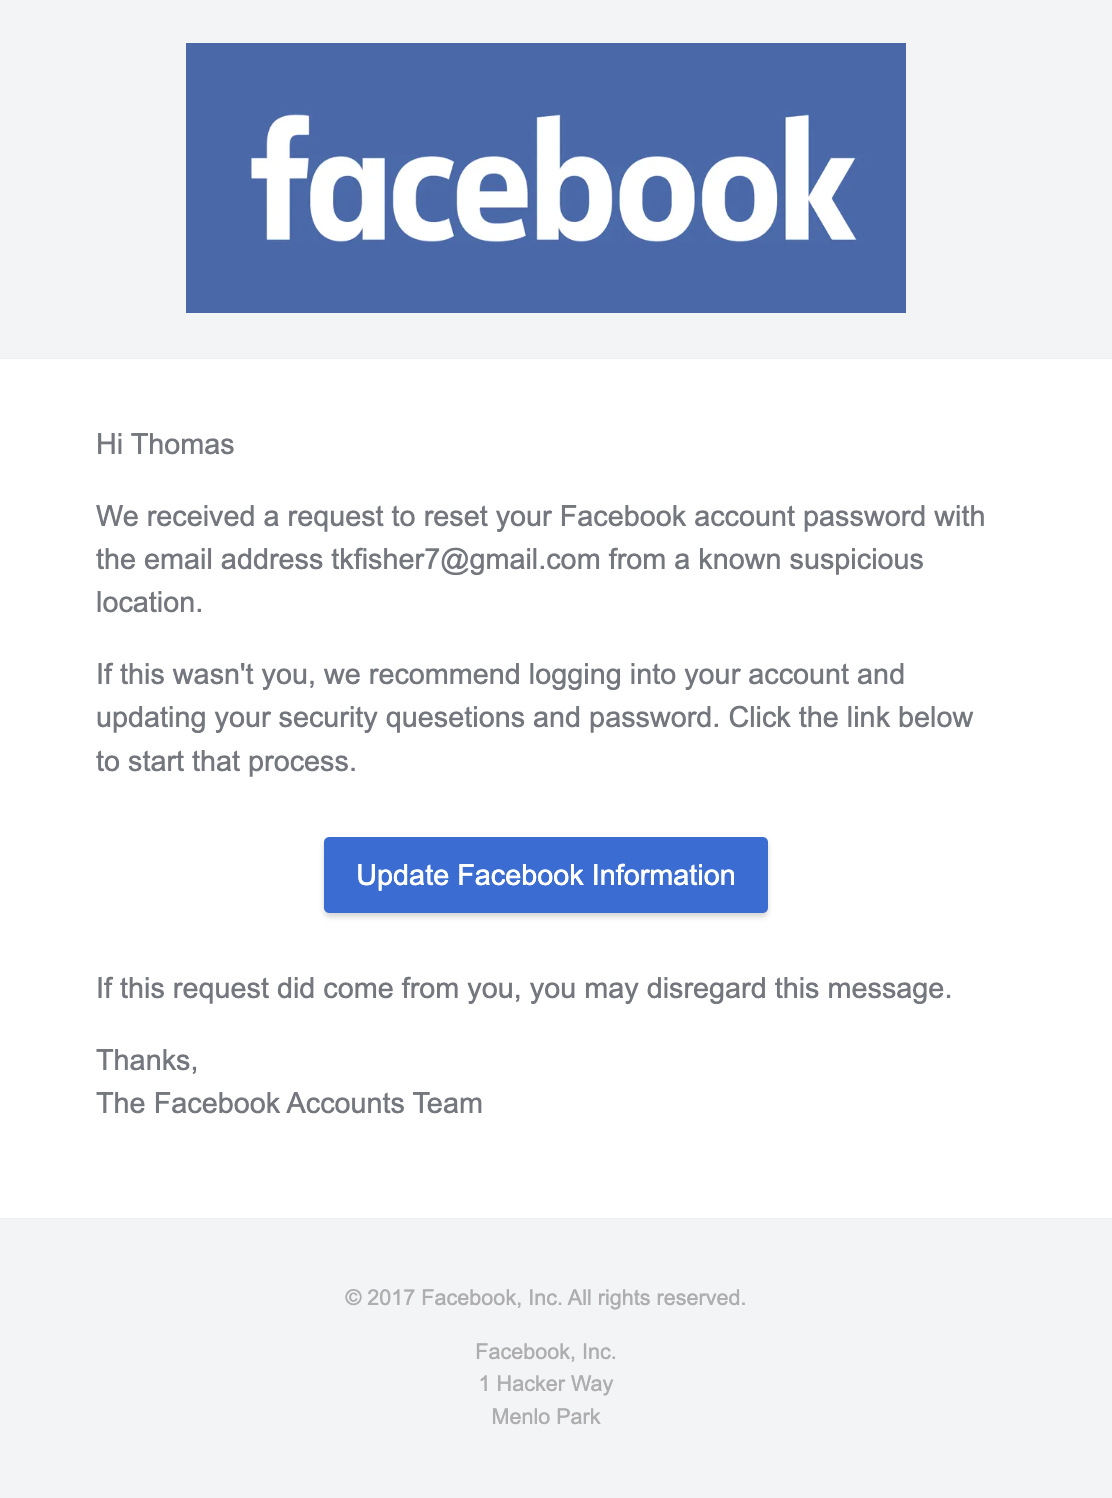 facebook
Hi Thomas
We received a request to reset your Facebook account password with
the email address tkfisher7@gmail.com from a known suspicious
location.
If this wasn't you, we recommend logging into your account and
updating your security quesetions and password. Click the link below
to start that process.
Update Facebook Information
If this request did come from you, you may disregard this message.
Thanks,
The Facebook Accounts Team
© 2017 Facebook, Inc. All rights reserved.
Facebook, Inc.
1 Hacker Way
Menlo Park